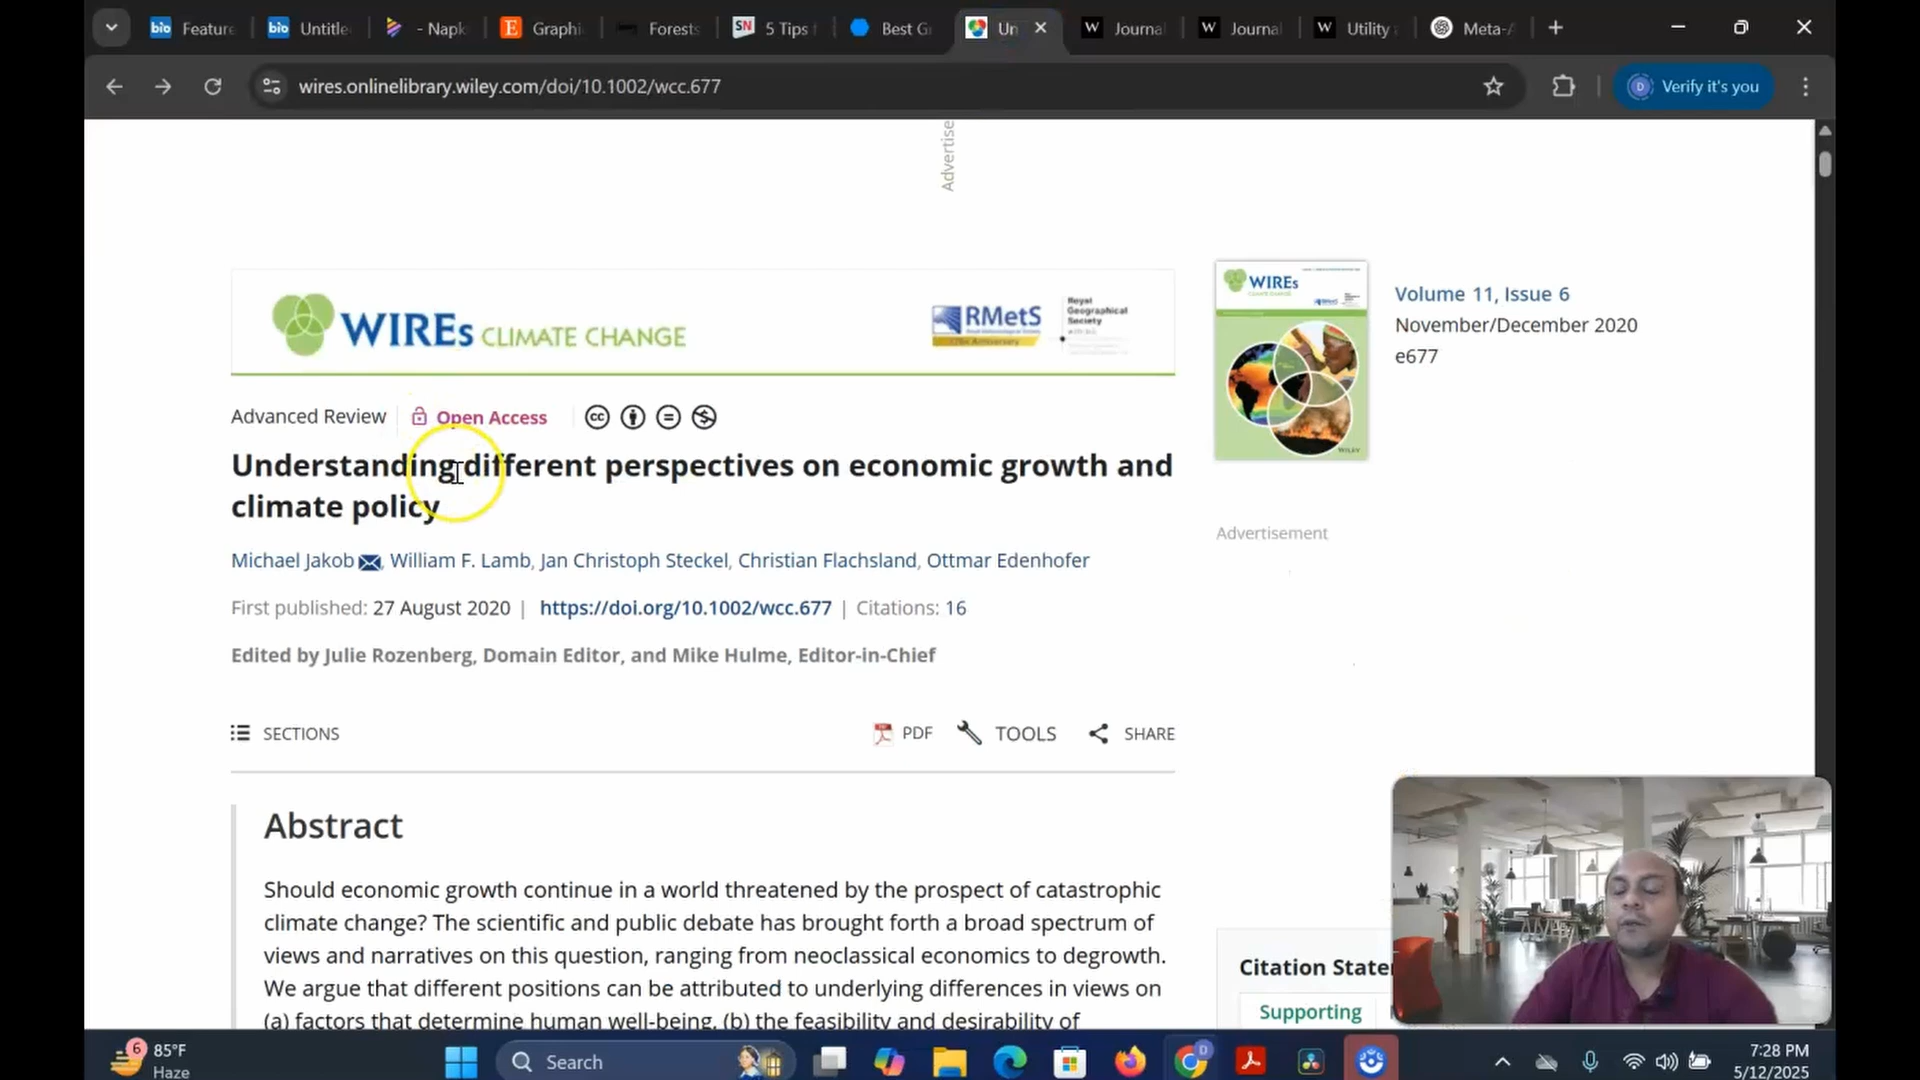 Feature
Untitle
- Napk
Graphi
Forests
5 Tips f
Best G
Un
Journal
Journal
Utility
Meta-A
wires.onlinelibrary.wiley.com/doi/10.1002/wcc.677
Verify it's you
Advertise
WIREs CLIMATE CHANGE
RMetS
Royal
Geographical
Society
WIREs
WILEY
Volume 11, Issue 6
November/December 2020
e677
Advanced Review
Open Access
Understanding different perspectives on economic growth and
climate policy
Michael Jakob, William F. Lamb, Jan Christoph Steckel, Christian Flachsland, Ottmar Edenhofer
First published: 27 August 2020 | https://doi.org/10.1002/wcc.677 | Citations: 16
Advertisement
Edited by Julie Rozenberg, Domain Editor, and Mike Hulme, Editor-in-Chief
SECTIONS
PDF
TOOLS
SHARE
Abstract
Should economic growth continue in a world threatened by the prospect of catastrophic
climate change? The scientific and public debate has brought forth a broad spectrum of
views and narratives on this question, ranging from neoclassical economics to degrowth.
We argue that different positions can be attributed to underlying differences in views on
(a) factors that determine human well-being, (b) the feasibility and desirability of
Citation State
Supporting
6
85°F
Haze
Search
7:28 PM
5/12/2025